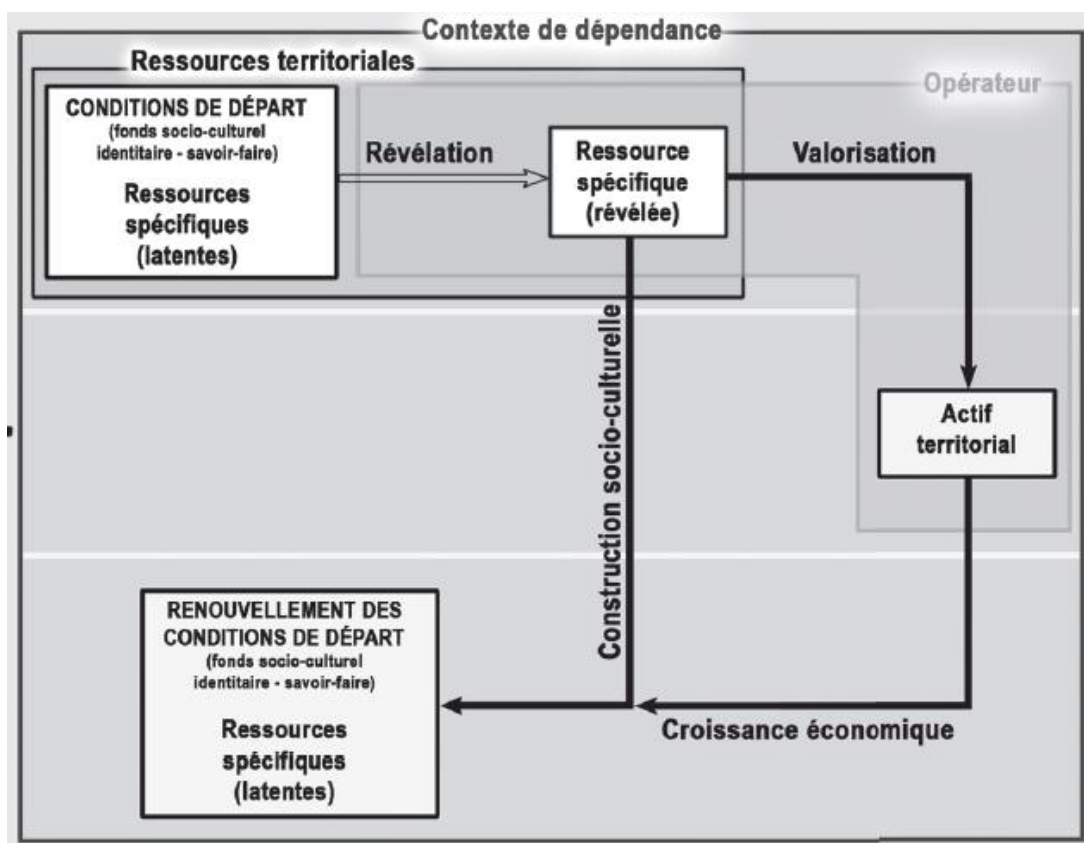 Contexte de dépendance
Ressources territoriales
Opérateur
CONDITIONS DE DÉPART
(fonds socio-culturel
identitaire - savoir-faire)
Ressources
spécifiques
(latentes)
Révélation
Ressource
spécifique
(révélée)
Valorisation
Construction socio-culturelle
Actif
territorial
RENOUVELLEMENT DES
CONDITIONS DE DÉPART
(fonds socio-culturel
identitaire - savoir-faire)
Ressources
spécifiques
(latentes)
Croissance économique